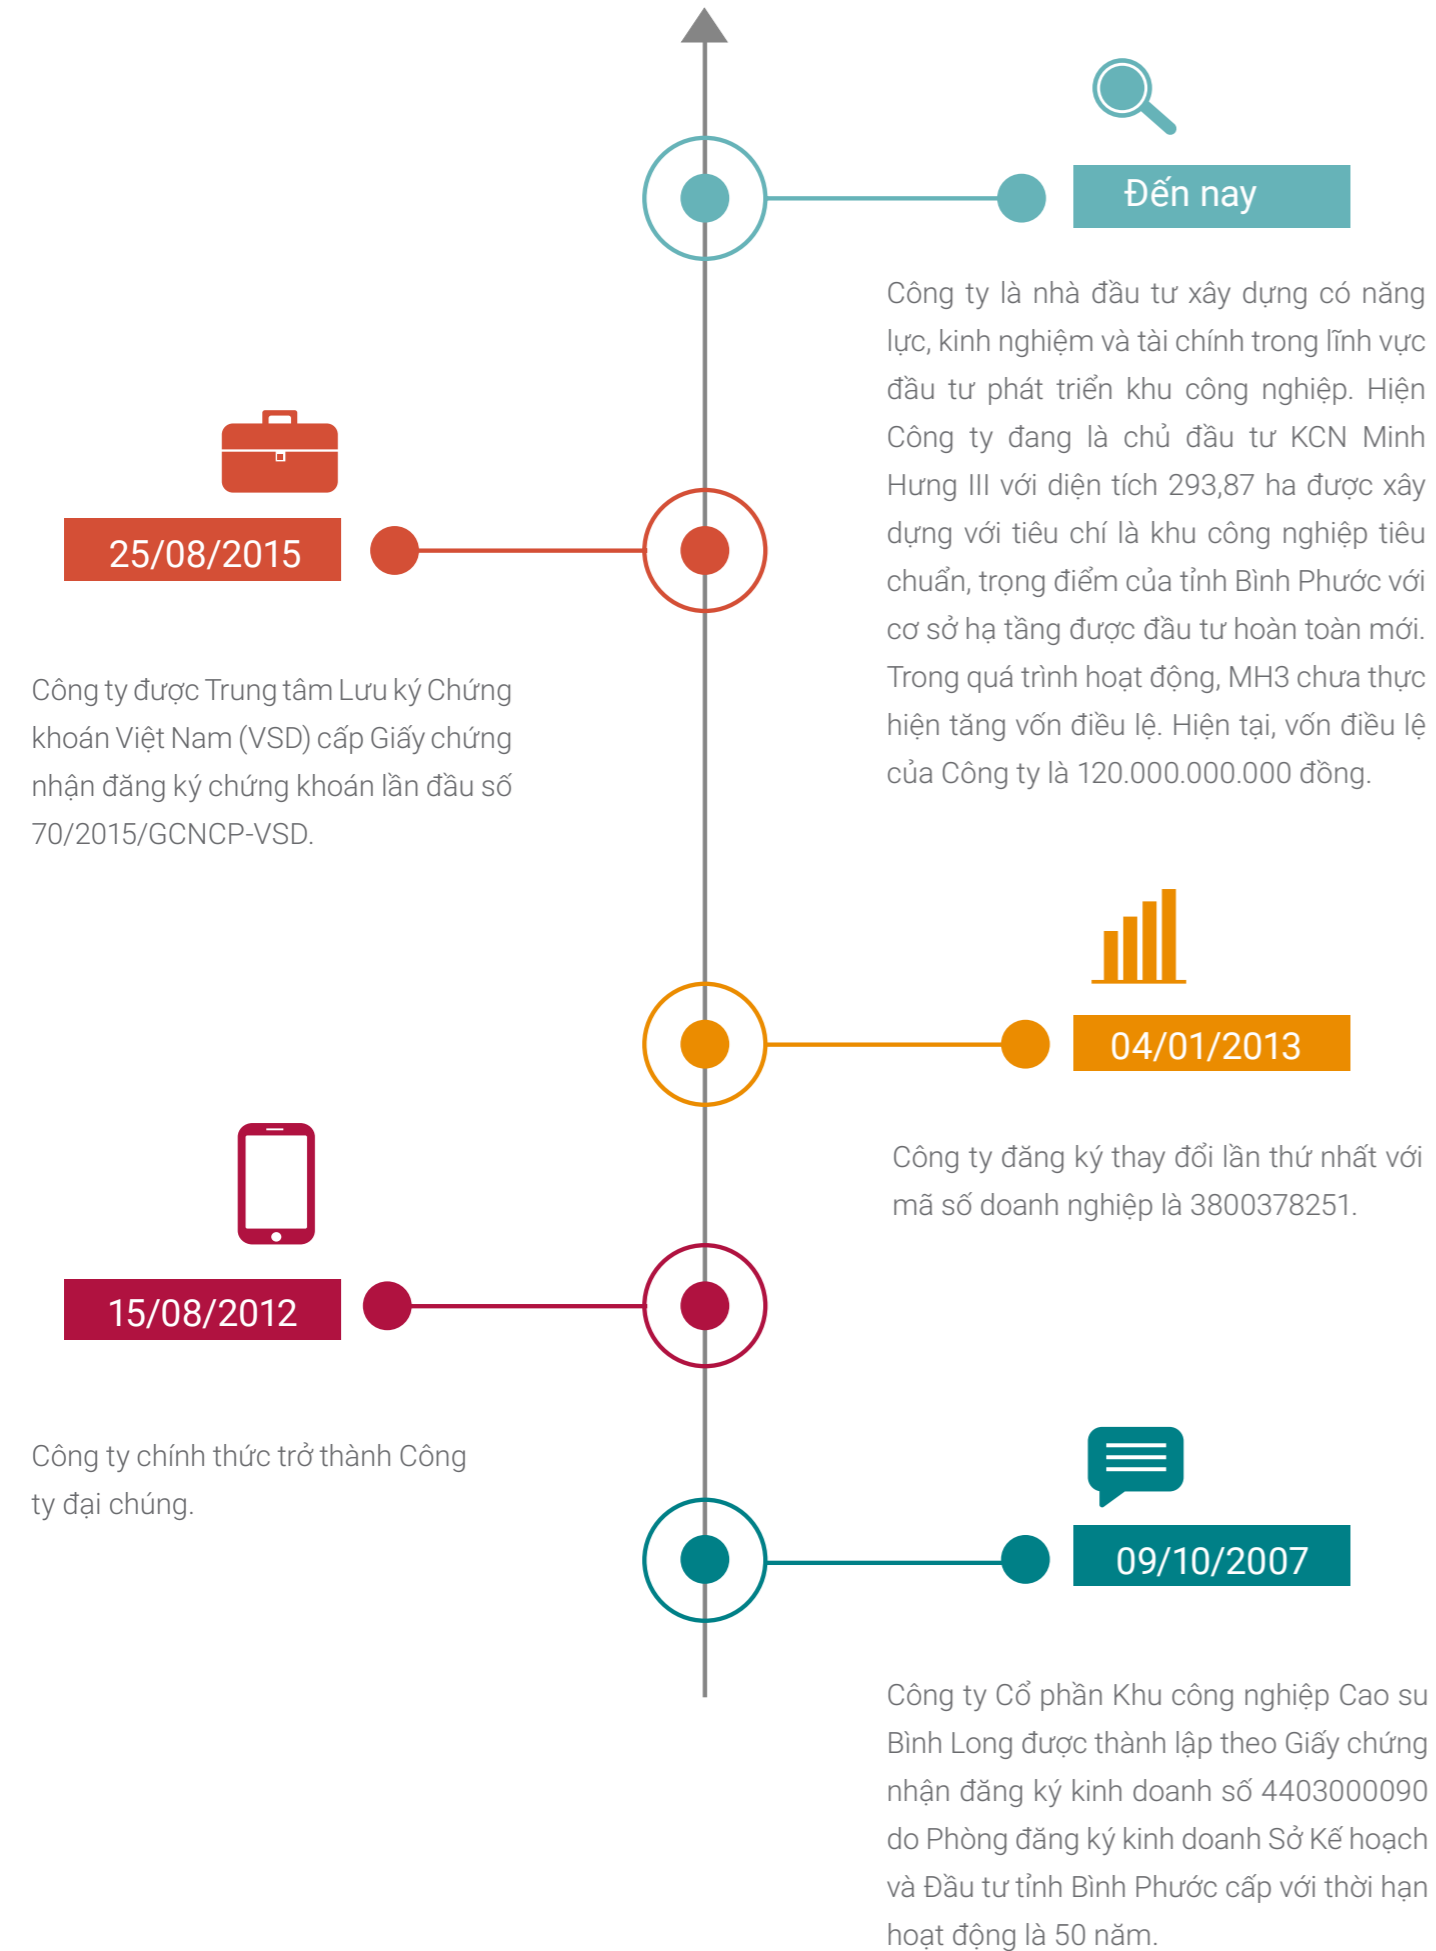 Đến nay
Công ty là nhà đầu tư xây dựng có năng
lực, kinh nghiệm và tài chính trong lĩnh vực
đầu tư phát triển khu công nghiệp. Hiện
Công ty đang là chủ đầu tư KCN Minh
Hưng III với diện tích 293,87 ha được xây
dựng với tiêu chí là khu công nghiệp tiêu
chuẩn, trọng điểm của tỉnh Bình Phước với
cơ sở hạ tầng được đầu tư hoàn toàn mới.
Trong quá trình hoạt động, MH3 chưa thực
hiện tăng vốn điều lệ. Hiện tại, vốn điều lệ
của Công ty là 120.000.000.000 đồng.
25/08/2015
Công ty được Trung tâm Lưu ký Chứng
khoán Việt Nam (VSD) cấp Giấy chứng
nhận đăng ký chứng khoán lần đầu số
70/2015/GCNCP-VSD.
04/01/2013
Công ty đăng ký thay đổi lần thứ nhất với
mã số doanh nghiệp là 3800378251.
15/08/2012
Công ty chính thức trở thành Công
ty đại chúng.
09/10/2007
Công ty Cổ phần Khu công nghiệp Cao su
Bình Long được thành lập theo Giấy chứng
nhận đăng ký kinh doanh số 4403000090
do Phòng đăng ký kinh doanh Sở Kế hoạch
và Đầu tư tỉnh Bình Phước cấp với thời hạn
hoạt động là 50 năm.